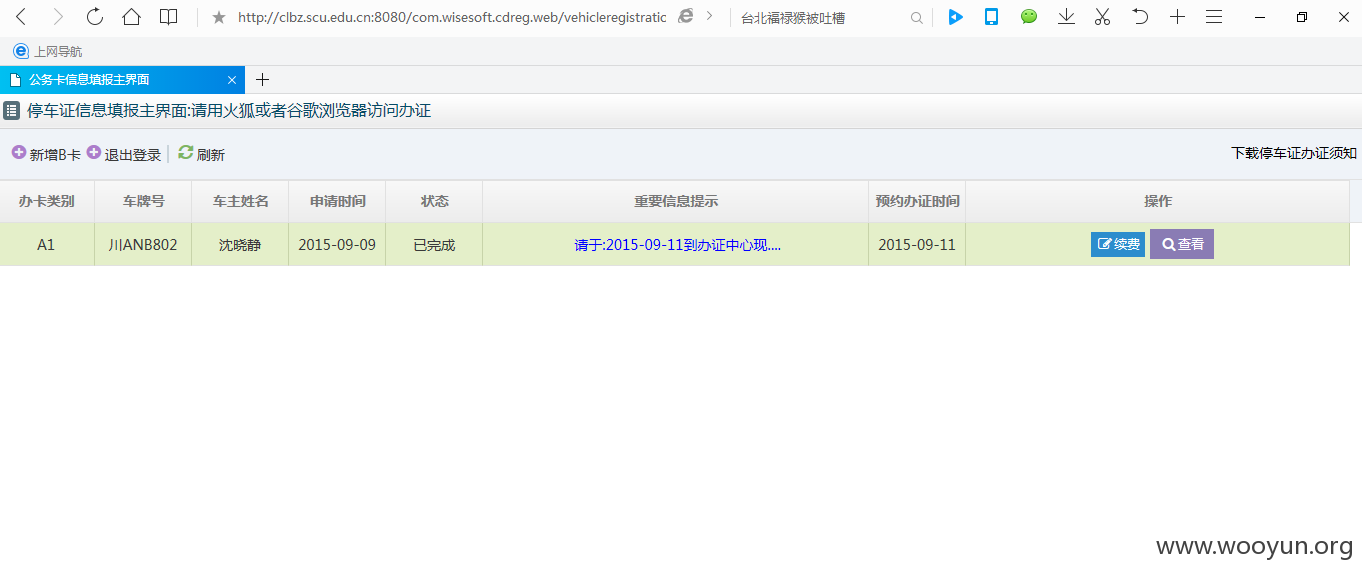 http://clbz.scu.edu.cn:8080/com.wisesoft.cdreg.web/vehicleregistratic
台北福禄猴被吐槽
上网导航
公务卡信息填报主界面
停车证信息填报主界面:请用火狐或者谷歌浏览器访问办证
新增B卡 退出登录 刷新 下载停车证办证须知
办卡类别 车牌号 车主姓名 申请时间 状态 重要信息提示 预约办证时间 操作
A1 川ANB802 沈晓静 2015-09-09 已完成 请于:2015-09-11到办证中心现.... 2015-09-11 续费 查看
www.wooyun.org